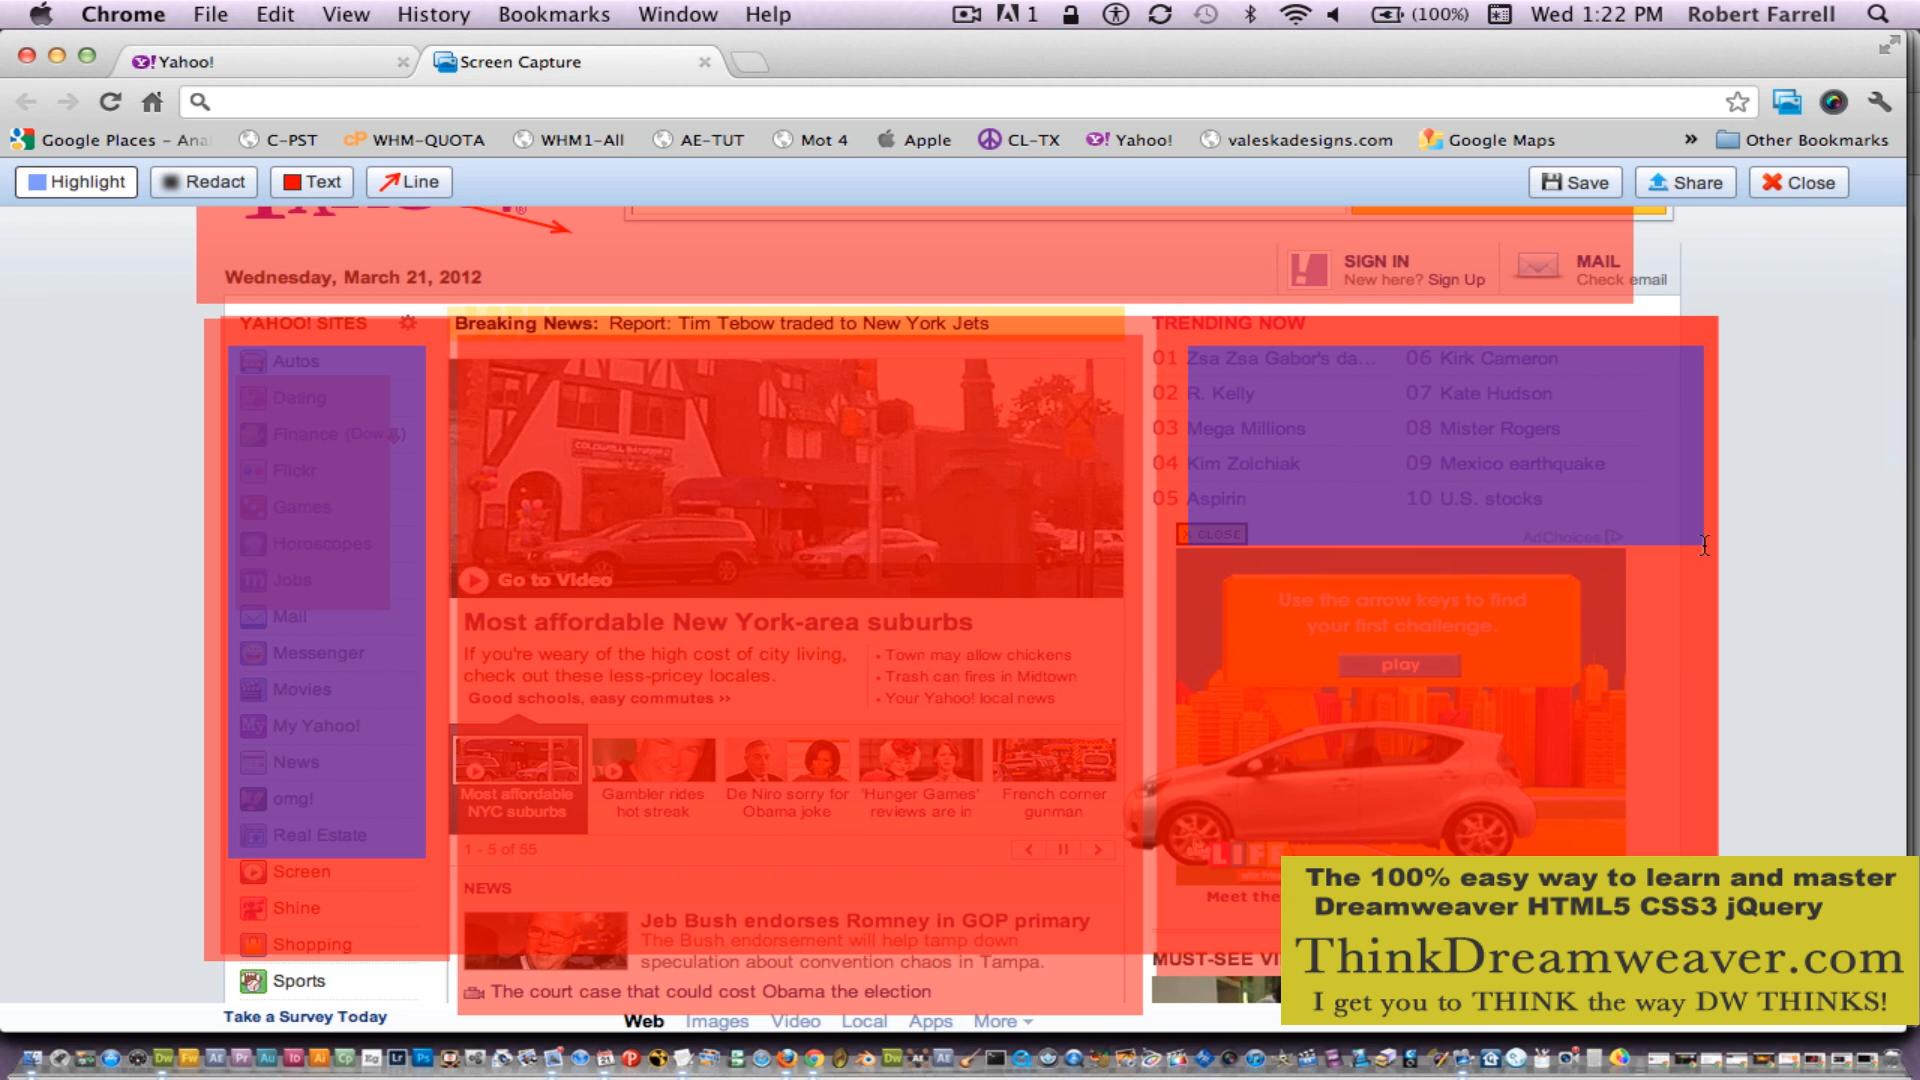 Chrome File Edit View History Bookmarks Window Help 1 (100%) Wed 1:22 PM Robert Farrell
Yahoo! Screen Capture
Google Places - Ana C-PST WHM-QUOTA WHM1-All AE-TUT Mot 4 Apple CL-TX Yahoo! valeskadesigns.com Google Maps » Other Bookmarks
Highlight Redact Text Line Save Share Close
Wednesday, March 21, 2012
SIGN IN
New here? Sign Up
MAIL
Check email
YAHOO! SITES
Autos
Dating
Finance (Dow )
Flickr
Games
Horoscopes
Jobs
Mail
Messenger
Movies
My Yahoo!
News
omg!
Real Estate
Screen
Shine
Shopping
Sports
Take a Survey Today
Breaking News: Report: Tim Tebow traded to New York Jets
COLDWELL BANKER
Go to Video
Most affordable New York-area suburbs
If you're weary of the high cost of city living,
check out these less-pricey locales.
Good schools, easy commutes ››
• Town may allow chickens
• Trash can fires in Midtown
• Your Yahoo! local news
Most affordable
NYC suburbs
Gambler rides
hot streak
De Niro sorry for
Obama joke
'Hunger Games'
reviews are in
French corner
gunman
1 - 5 of 55
NEWS
Jeb Bush endorses Romney in GOP primary
The Bush endorsement will help tamp down
speculation about convention chaos in Tampa.
The court case that could cost Obama the election
Web Images Video Local Apps More
TRENDING NOW
01 Zsa Zsa Gabor's da...
02 R. Kelly
03 Mega Millions
04 Kim Zolchiak
05 Aspirin
06 Kirk Cameron
07 Kate Hudson
08 Mister Rogers
09 Mexico earthquake
10 U.S. stocks
X CLOSE
AdChoices
Use the arrow keys to find
your first challenge.
play
Meet the
MUST-SEE VI
The 100% easy way to learn and master
Dreamweaver HTML5 CSS3 jQuery
ThinkDreamweaver.com
I get you to THINK the way DW THINKS!